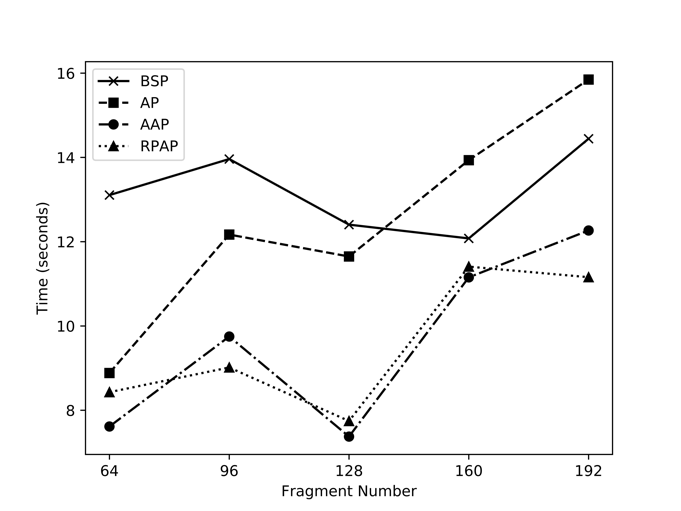 16
14
12
10
8
Time (seconds)
BSP
AP
AAP
RPAP
64 96 128 160 192
Fragment Number